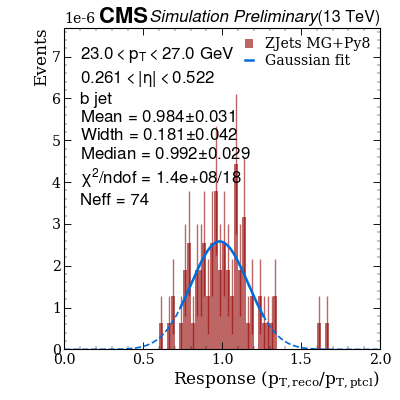 1e-6 CMS Simulation Preliminary (13 TeV)
Events
23.0 < p_T < 27.0 GeV
0.261 < |η| < 0.522
b jet
Mean = 0.984±0.031
Width = 0.181±0.042
Median = 0.992±0.029
χ²/ndof = 1.4e+08/18
Neff = 74
ZJets MG+Py8
Gaussian fit
7
6
5
4
3
2
1
0
0.0 0.5 1.0 1.5 2.0
Response (p_T,reco/p_T,ptcl)